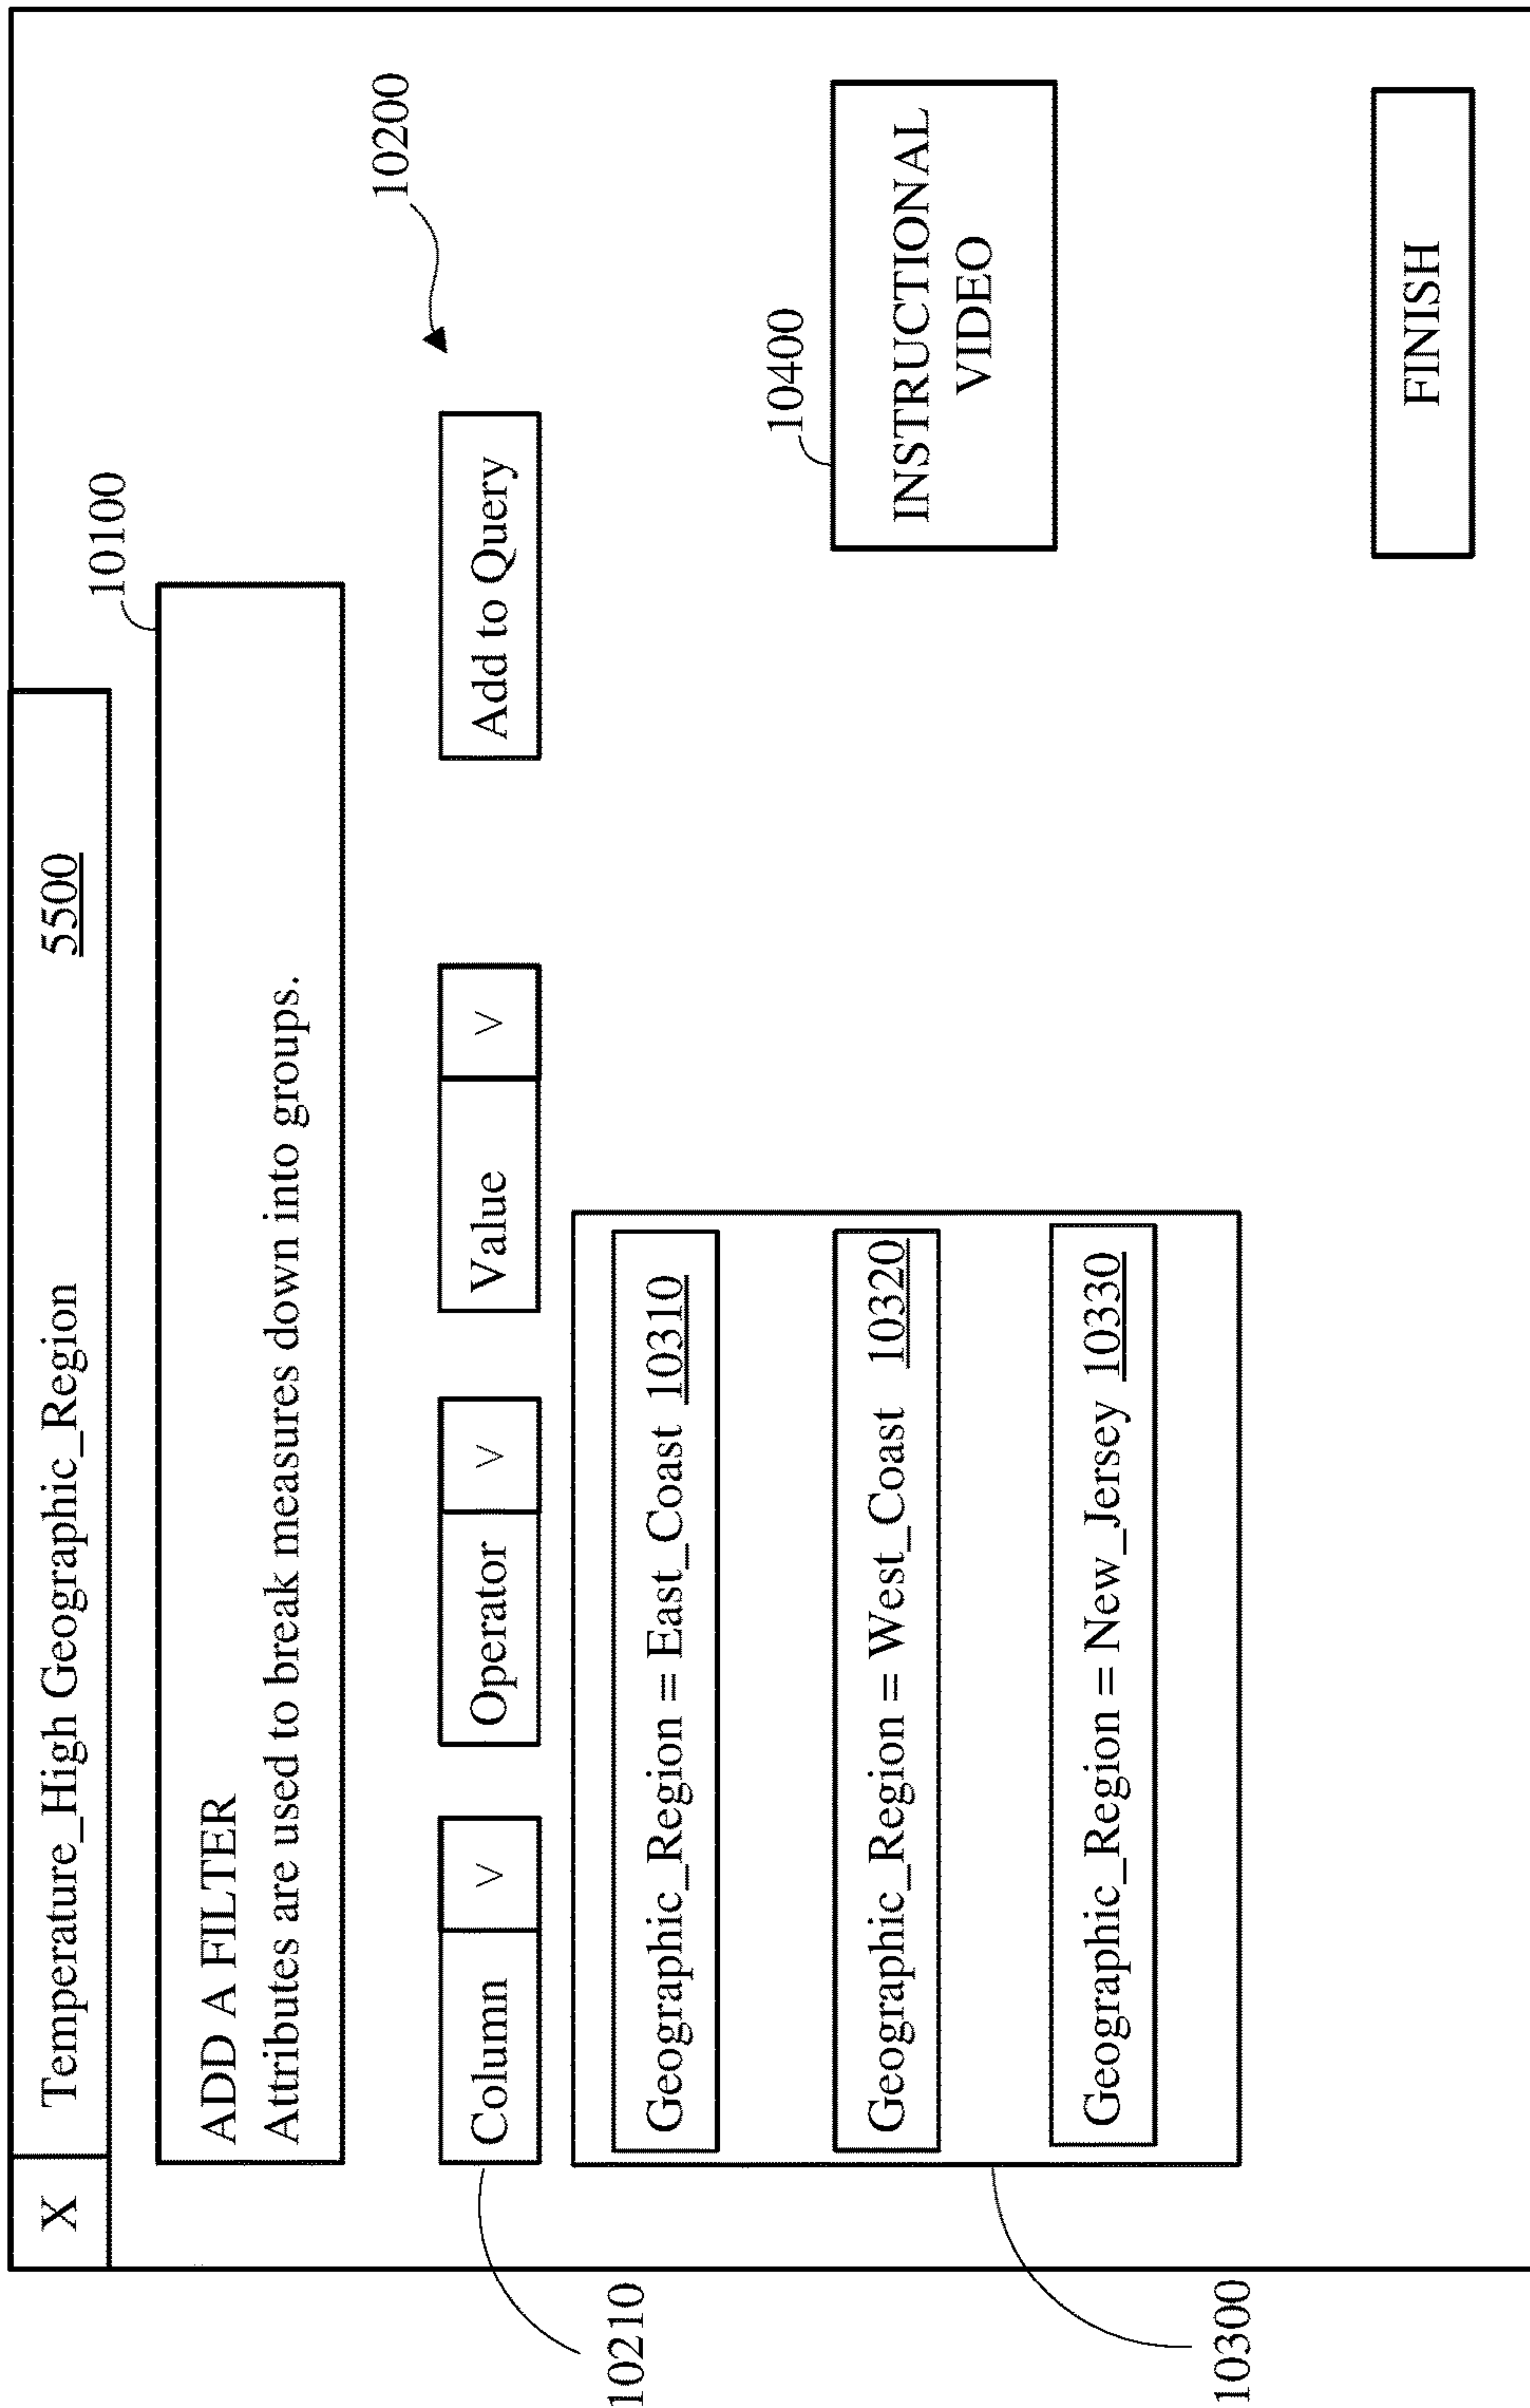 X Temperature_High Geographic_Region 5500
10100
ADD A FILTER
Attributes are used to break measures down into groups.
10200
Column V Operator V Value V Add to Query
10210
Geographic_Region = East_Coast 10310
10400
Geographic_Region = West_Coast 10320
INSTRUCTIONAL
VIDEO
Geographic_Region = New_Jersey 10330
10300
FINISH